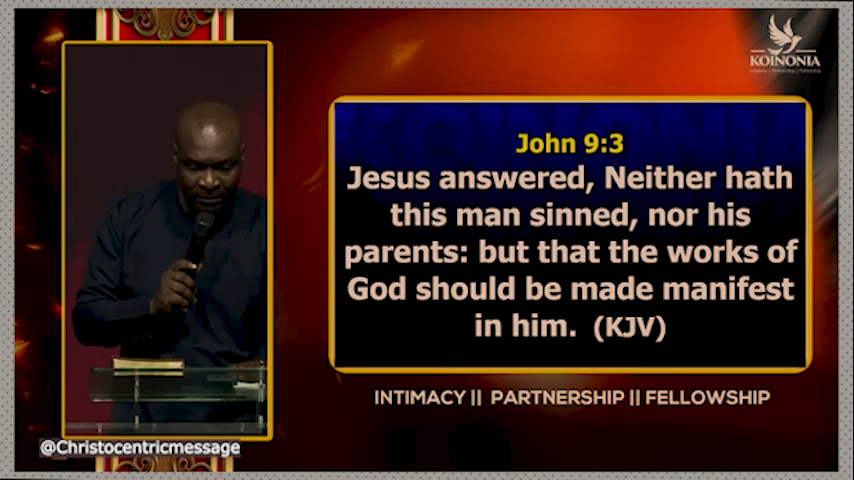 KOINONIA
John 9:3
Jesus answered, Neither hath
this man sinned, nor his
parents: but that the works of
God should be made manifest
in him. (KJV)
INTIMACY || PARTNERSHIP || FELLOWSHIP
@Christocentricmessage